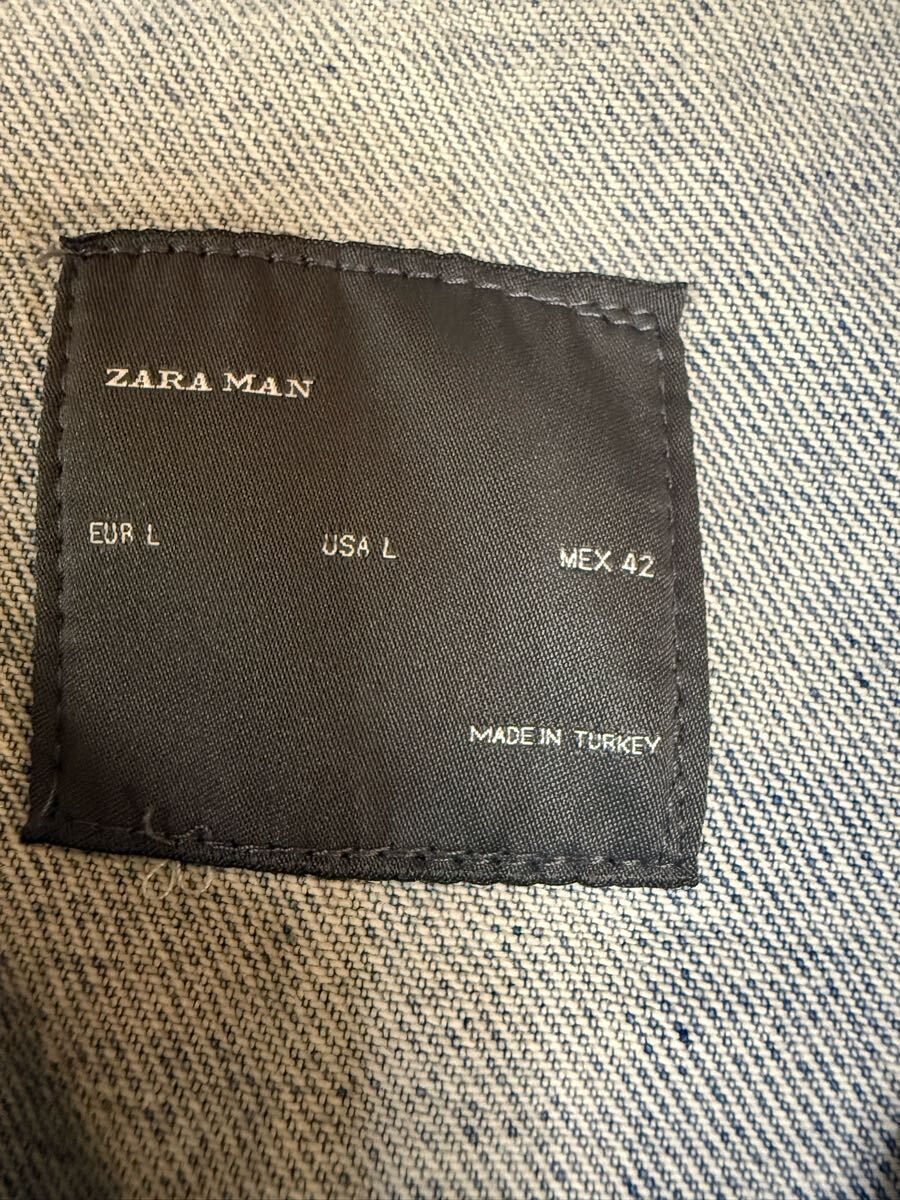 ZARA MAN
EUR L USA L MEX 42
MADE IN TURKEY